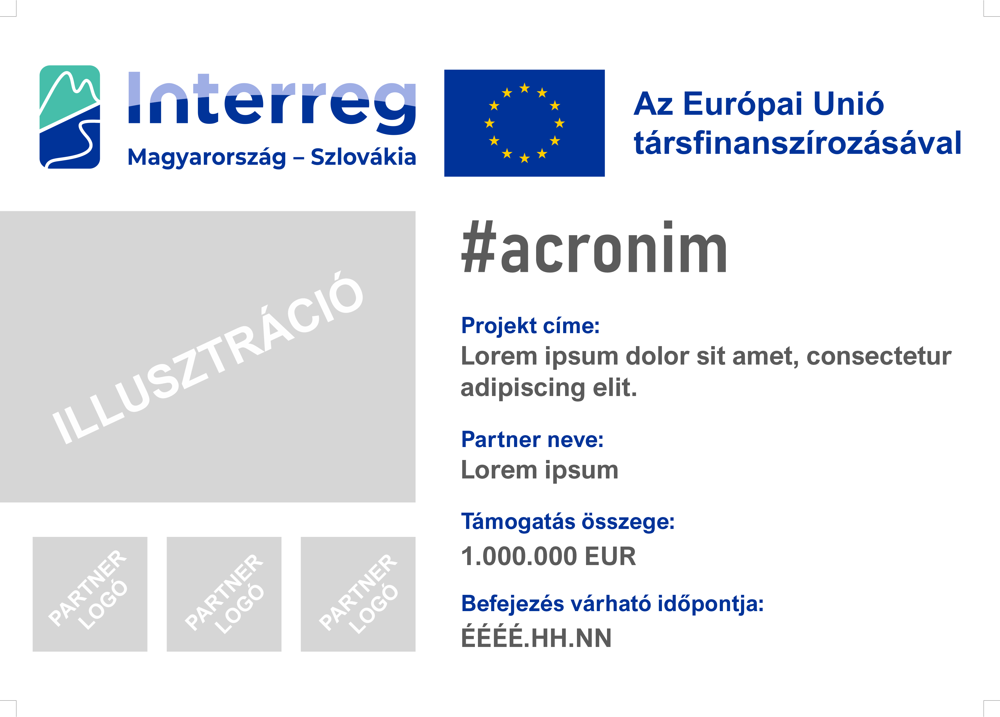 Interreg
Magyarország – Szlovákia
Az Európai Unió
társfinanszírozásával
ILLUSZTRÁCIÓ
PARTNER
LOGÓ
PARTNER
LOGÓ
PARTNER
LOGÓ
#acronim
Projekt címe:
Lorem ipsum dolor sit amet, consectetur
adipiscing elit.
Partner neve:
Lorem ipsum
Támogatás összege:
1.000.000 EUR
Befejezés várható időpontja:
ÉÉÉÉ.HH.NN